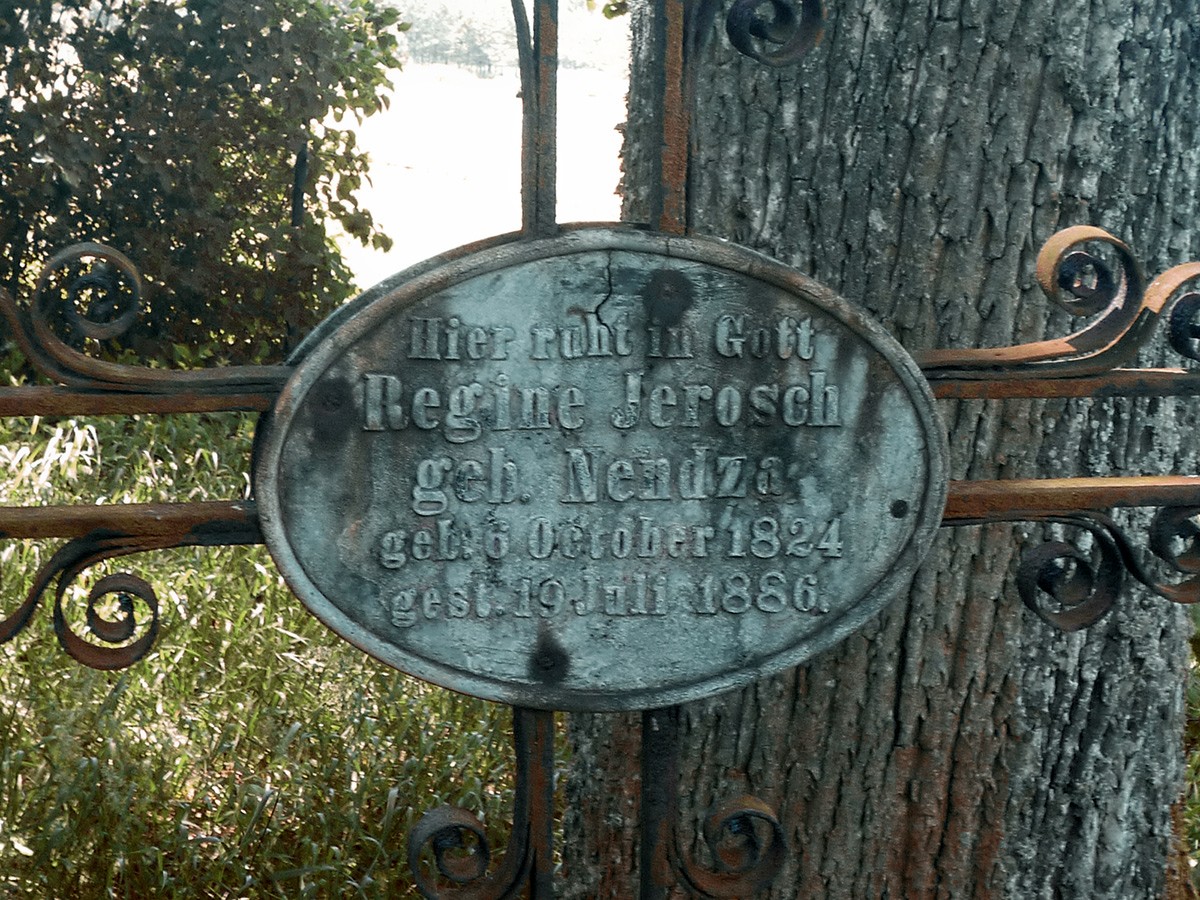 Hier ruht in Gott
Regine Jerosch
geb. Nendza
geb: 6 October 1824
gest. 19 Juli 1886.